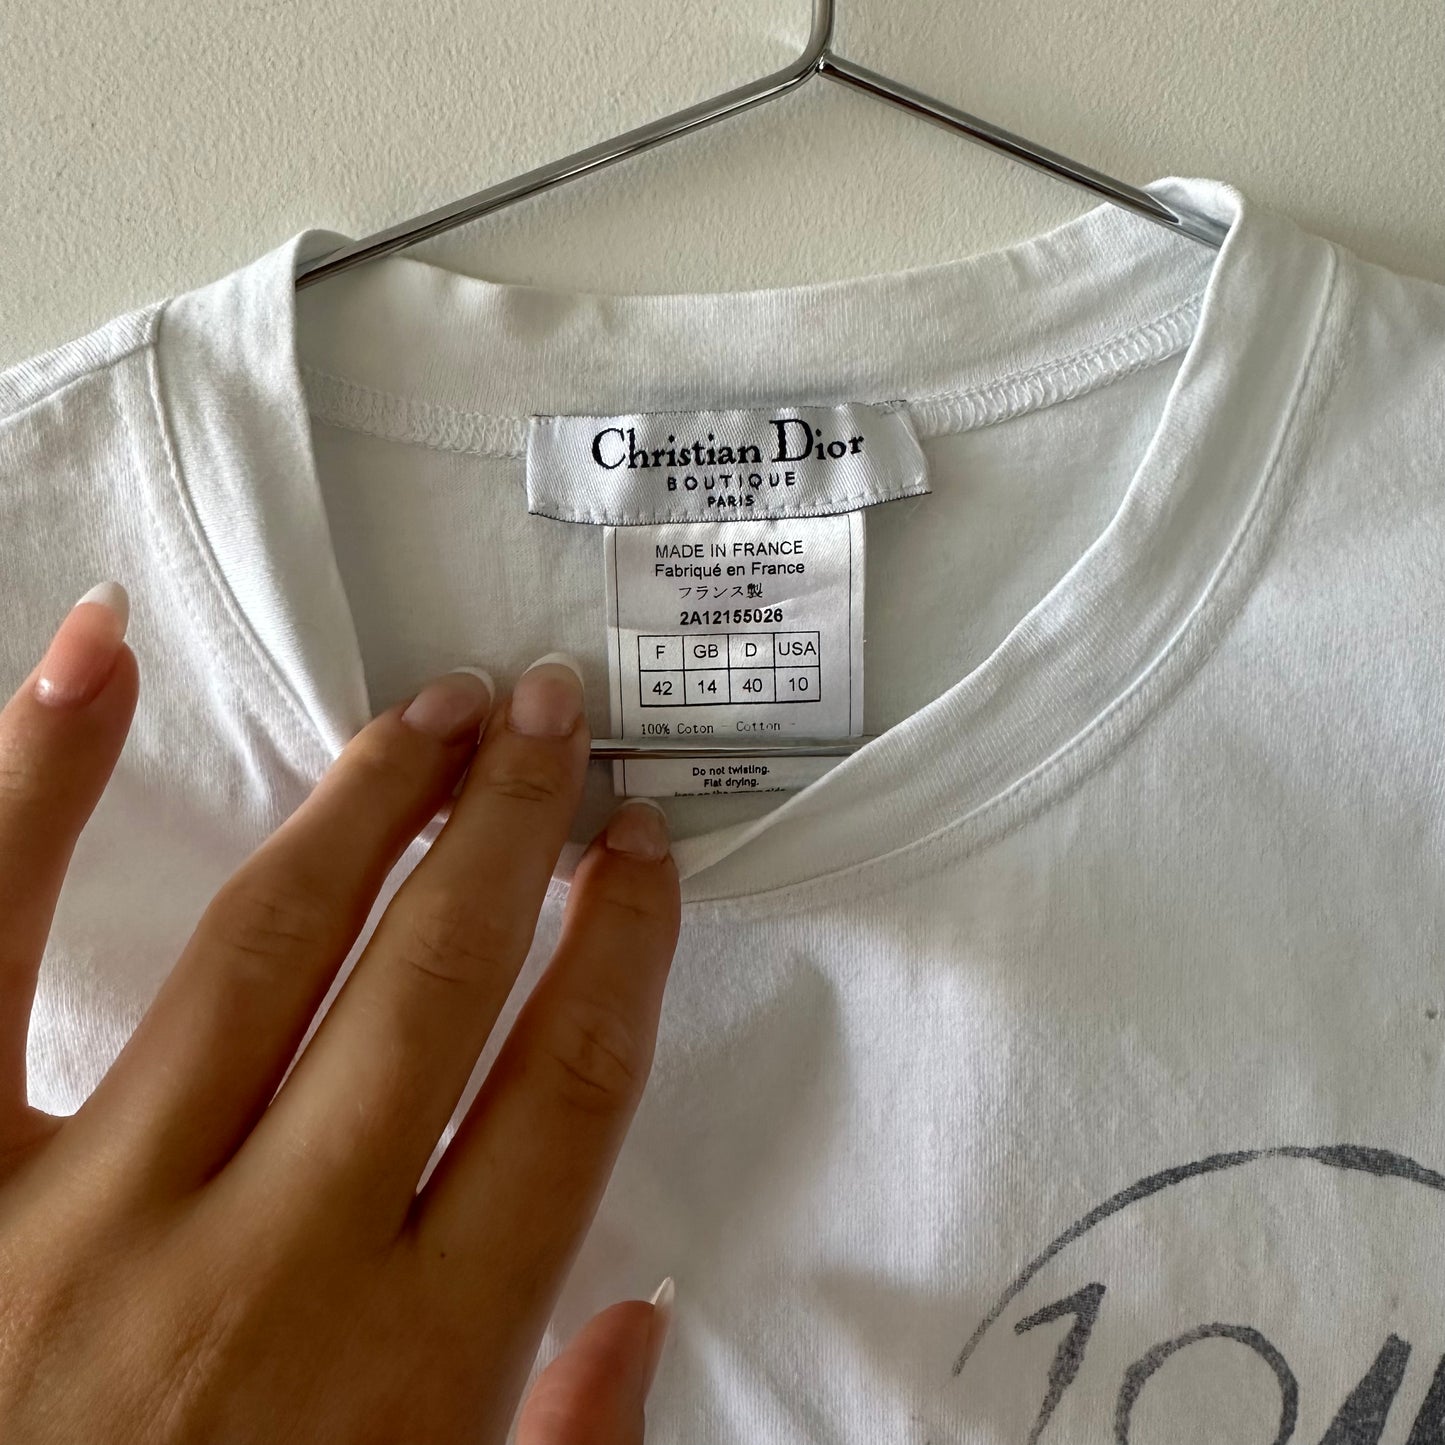 Christian Dior
BOUTIQUE
PARIS
MADE IN FRANCE
Fabriqué en France
フランス製
2A12155026
F GB D USA
42 14 40 10
100% Coton - Cotton -
Do not twisting.
Flat drying.